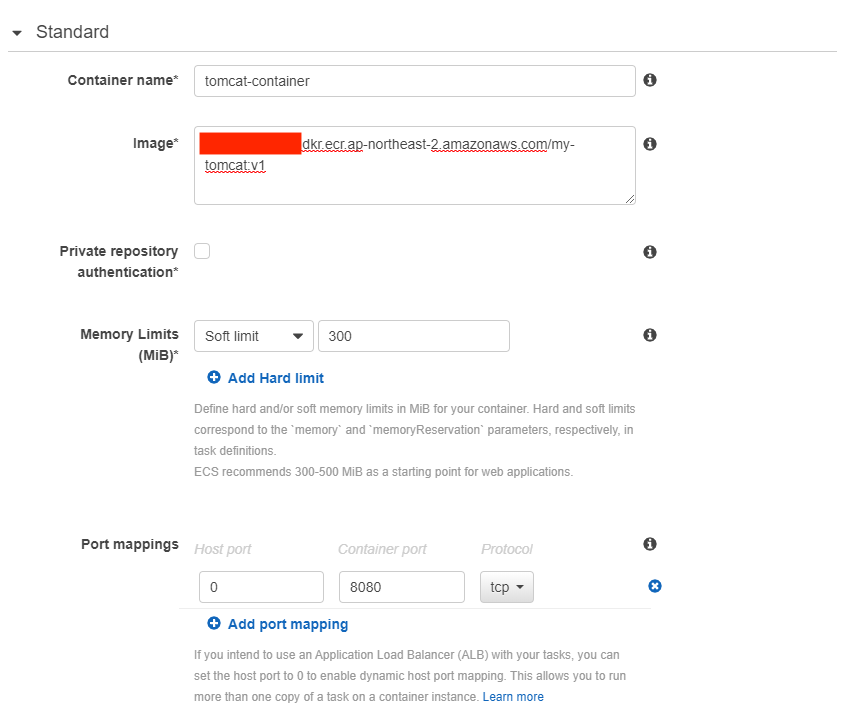 Standard
Container name*
tomcat-container
Image*
dkr.ecr.ap-northeast-2.amazonaws.com/my-
tomcat:v1
Private repository
authentication*
Memory Limits
(MiB)*
Soft limit
300
Add Hard limit
Define hard and/or soft memory limits in MiB for your container. Hard and soft limits
correspond to the `memory` and `memoryReservation` parameters, respectively, in
task definitions.
ECS recommends 300-500 MiB as a starting point for web applications.
Port mappings
Host port
Container port
Protocol
0
8080
tcp
Add port mapping
If you intend to use an Application Load Balancer (ALB) with your tasks, you can
set the host port to 0 to enable dynamic host port mapping. This allows you to run
more than one copy of a task on a container instance. Learn more